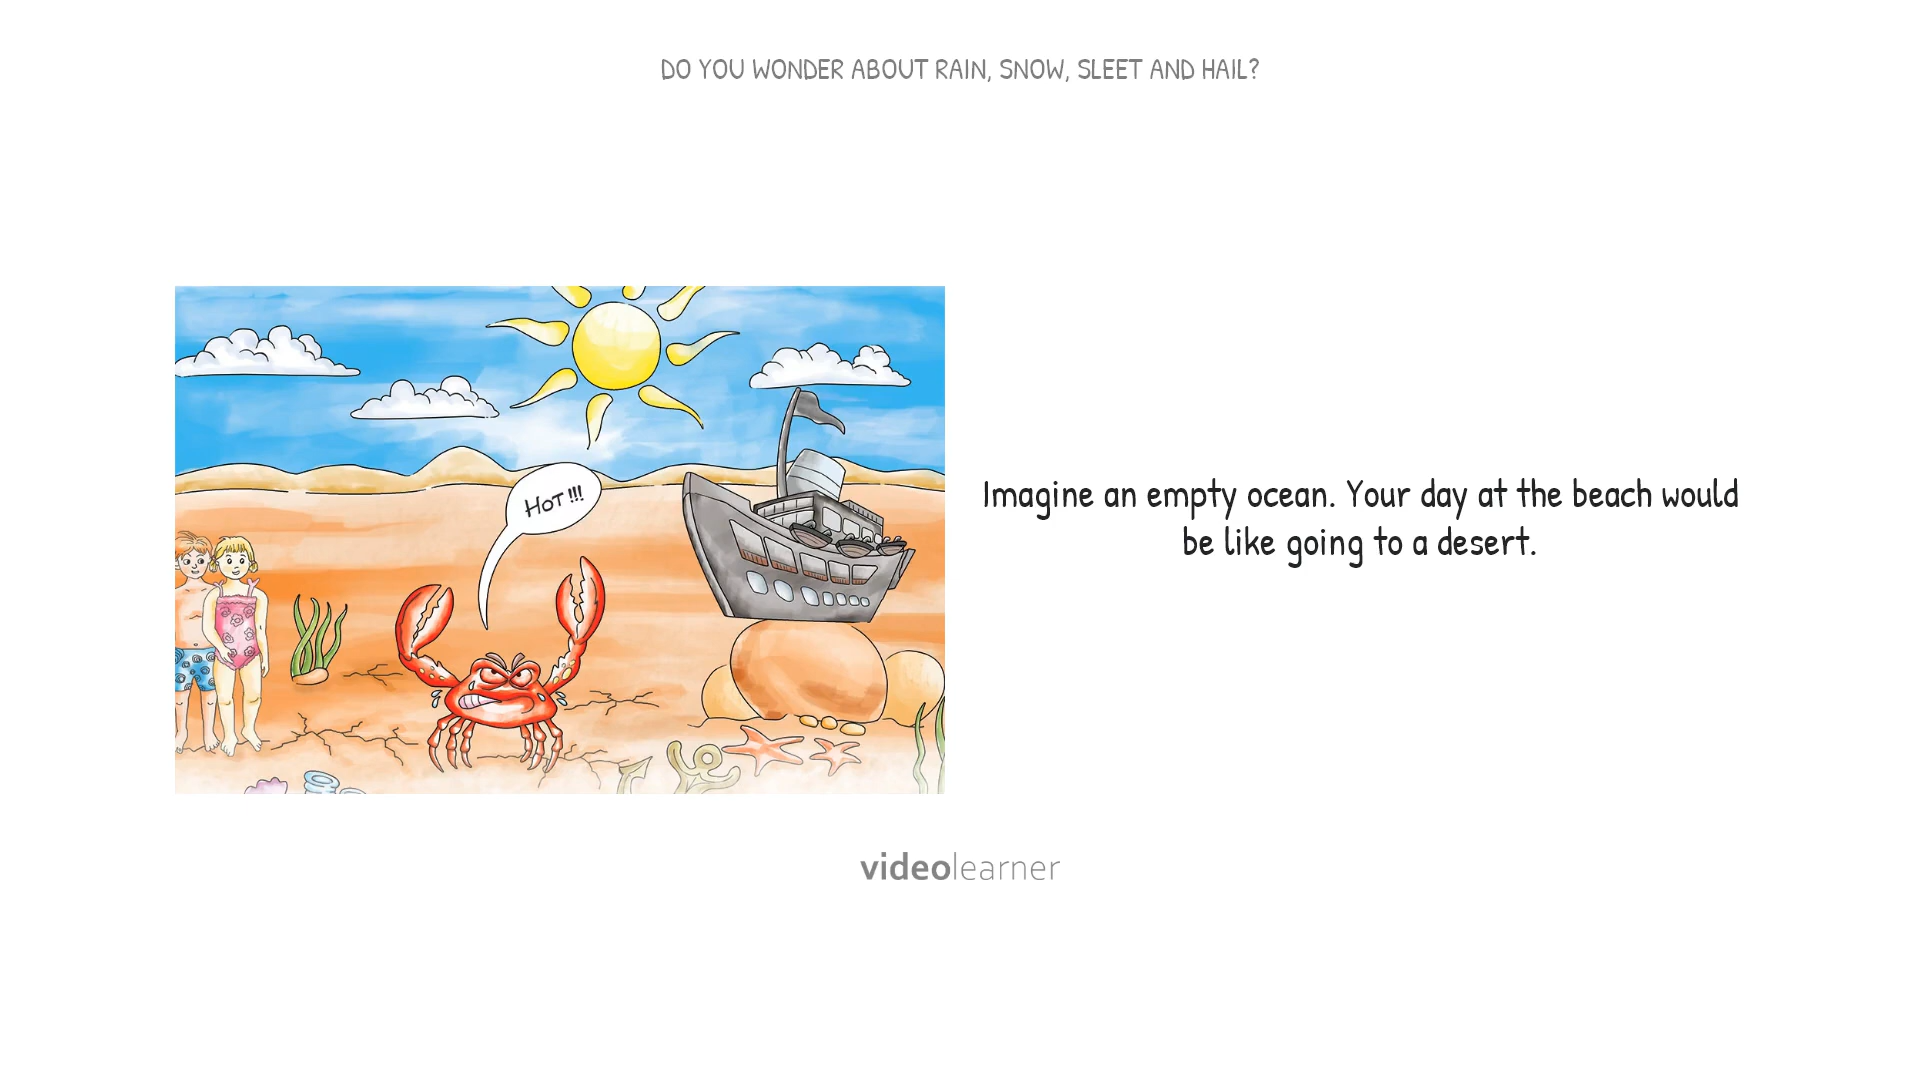 DO YOU WONDER ABOUT RAIN, SNOW, SLEET AND HAIL?
HOT !!!
Imagine an empty ocean. Your day at the beach would
be like going to a desert.
videolearner